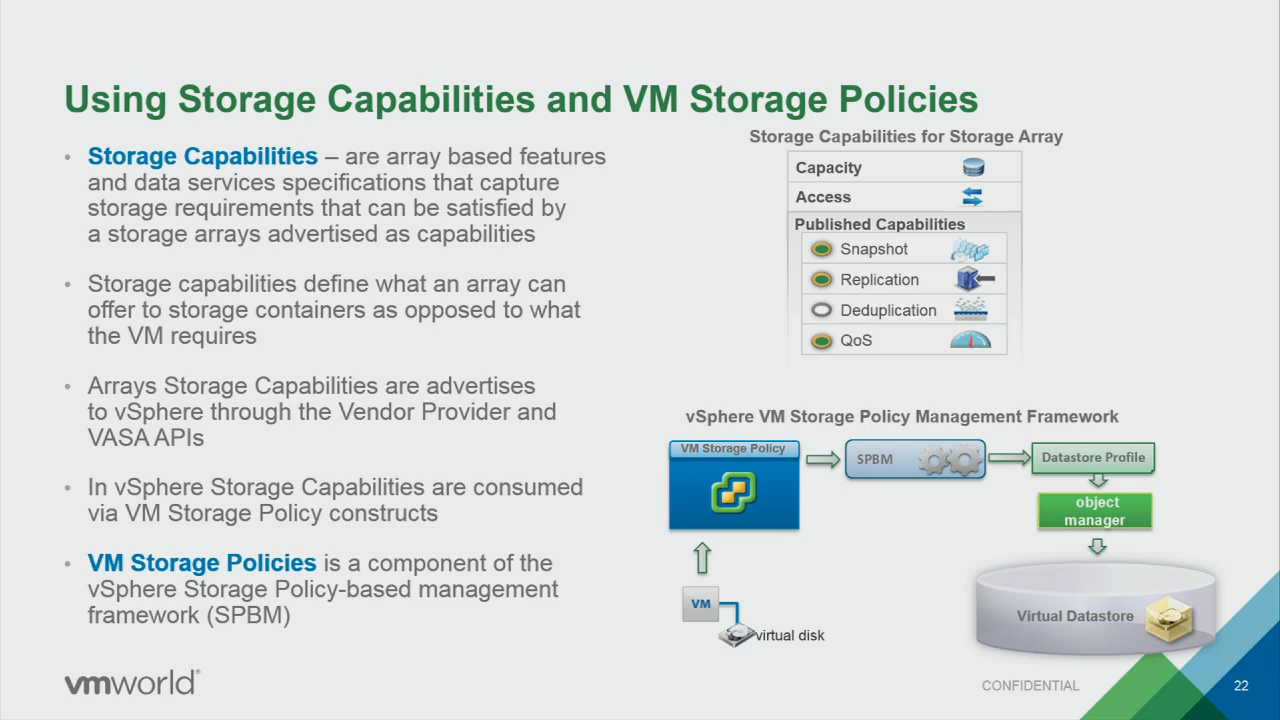 Using Storage Capabilities and VM Storage Policies
• Storage Capabilities – are array based features
and data services specifications that capture
storage requirements that can be satisfied by
a storage arrays advertised as capabilities
• Storage capabilities define what an array can
offer to storage containers as opposed to what
the VM requires
• Arrays Storage Capabilities are advertises
to vSphere through the Vendor Provider and
VASA APIs
• In vSphere Storage Capabilities are consumed
via VM Storage Policy constructs
• VM Storage Policies is a component of the
vSphere Storage Policy-based management
framework (SPBM)
Storage Capabilities for Storage Array
Capacity
Access
Published Capabilities
Snapshot
Replication
Deduplication
QoS
vSphere VM Storage Policy Management Framework
VM Storage Policy
SPBM
Datastore Profile
object
manager
VM
virtual disk
Virtual Datastore
vmworld®
CONFIDENTIAL
22